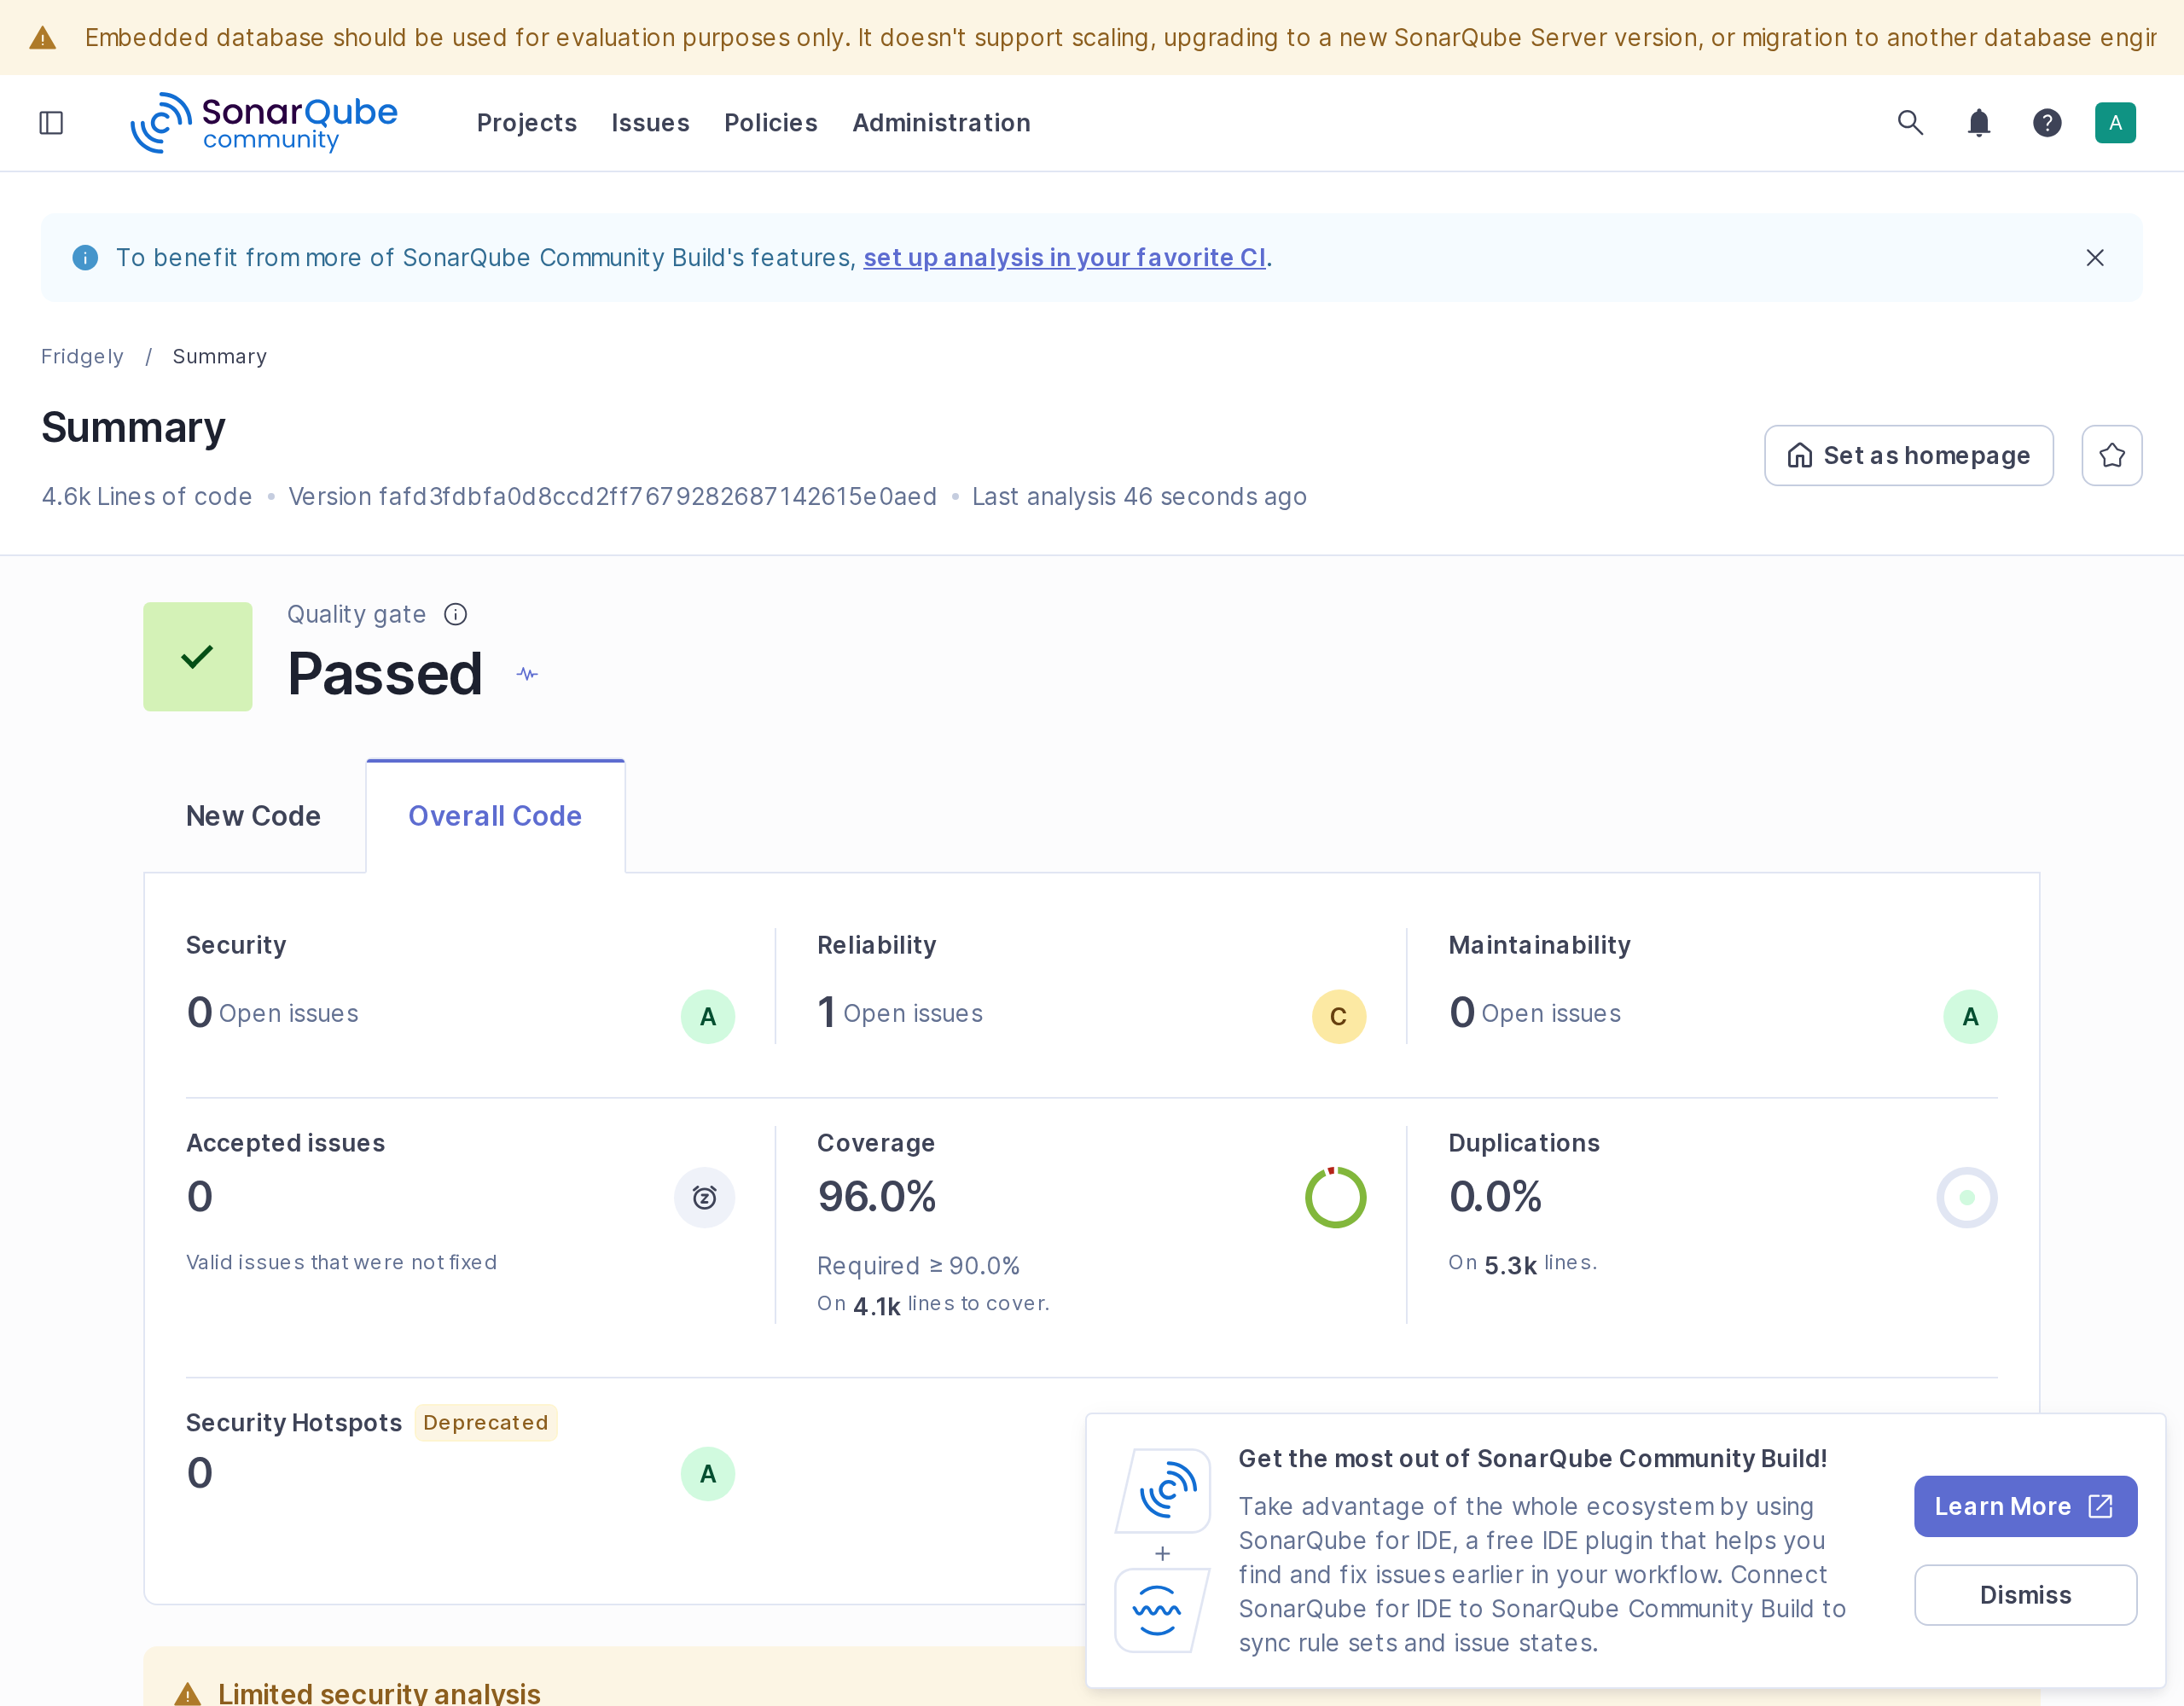 Embedded database should be used for evaluation purposes only. It doesn't support scaling, upgrading to a new SonarQube Server version, or migration to another database engin
SonarQube community
Projects Issues Policies Administration A
To benefit from more of SonarQube Community Build's features, set up analysis in your favorite CI.
Fridgely / Summary
Summary
Set as homepage
4.6k Lines of code • Version fafd3fdbfa0d8ccd2ff7679282687142615e0aed • Last analysis 46 seconds ago
Quality gate
Passed
New Code Overall Code
Security Reliability Maintainability
0 Open issues A 1 Open issues C 0 Open issues A
Accepted issues Coverage Duplications
0 96.0% 0.0%
Valid issues that were not fixed Required ≥ 90.0% On 5.3k lines.
On 4.1k lines to cover.
Security Hotspots Deprecated
0 A
Get the most out of SonarQube Community Build!
Take advantage of the whole ecosystem by using
SonarQube for IDE, a free IDE plugin that helps you
find and fix issues earlier in your workflow. Connect
SonarQube for IDE to SonarQube Community Build to
sync rule sets and issue states.
Learn More
Dismiss
Limited security analysis